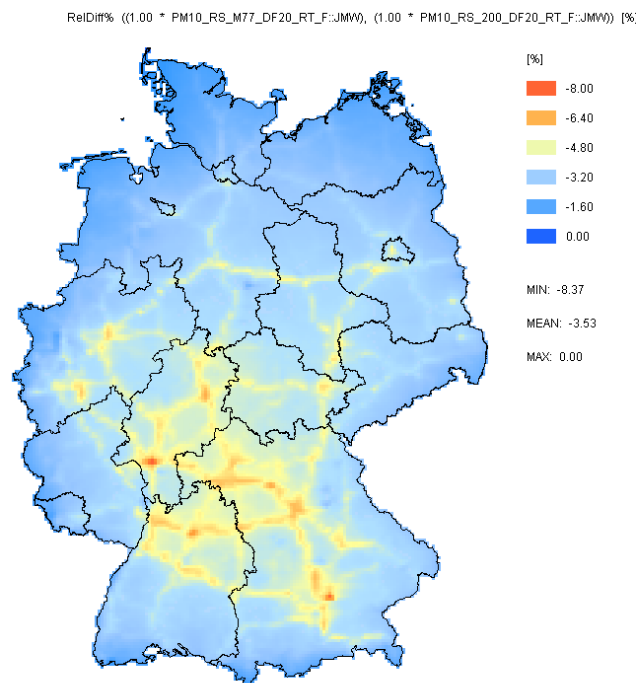 RelDiff% ((1.00 * PM10_RS_M77_DF20_RT_F::JMW), (1.00 * PM10_RS_200_DF20_RT_F::JMW)) [%]
[%]
-8.00
-6.40
-4.80
-3.20
-1.60
0.00
MIN: -8.37
MEAN: -3.53
MAX: 0.00